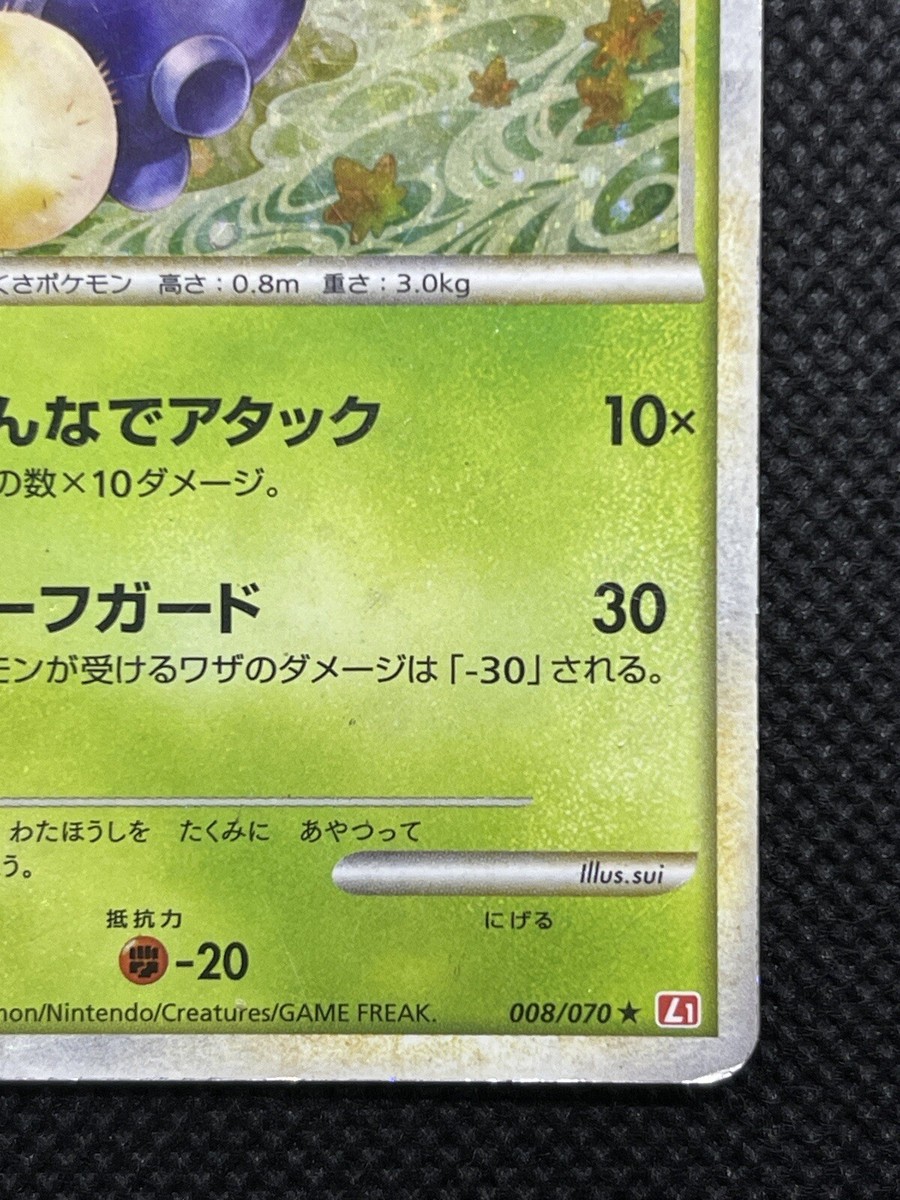 くさポケモン 高さ：0.8m 重さ：3.0kg
んなでアタック 10×
の数×10ダメージ。
ーフガード 30
モンが受けるワザのダメージは「-30」される。
わたほうしを たくみに あやつって
う。
Illus.sui
抵抗力 にげる
-20
mon/Nintendo/Creatures/GAME FREAK.
008/070 ★ L1